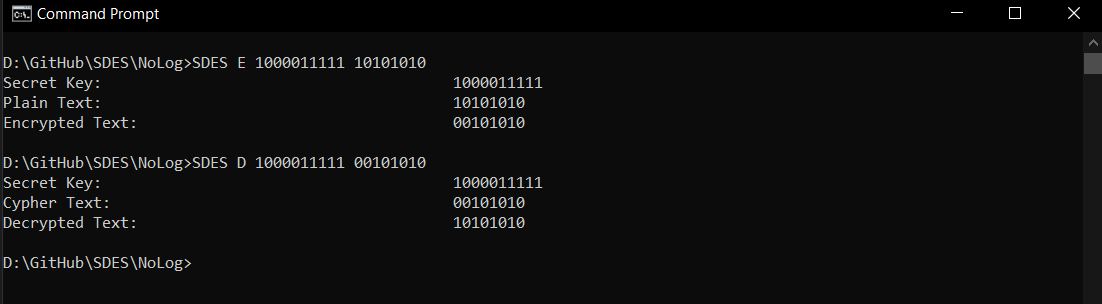 Command Prompt
D:\GitHub\SDES\NoLog>SDES E 1000011111 10101010
Secret Key: 1000011111
Plain Text: 10101010
Encrypted Text: 00101010
D:\GitHub\SDES\NoLog>SDES D 1000011111 00101010
Secret Key: 1000011111
Cypher Text: 00101010
Decrypted Text: 10101010
D:\GitHub\SDES\NoLog>